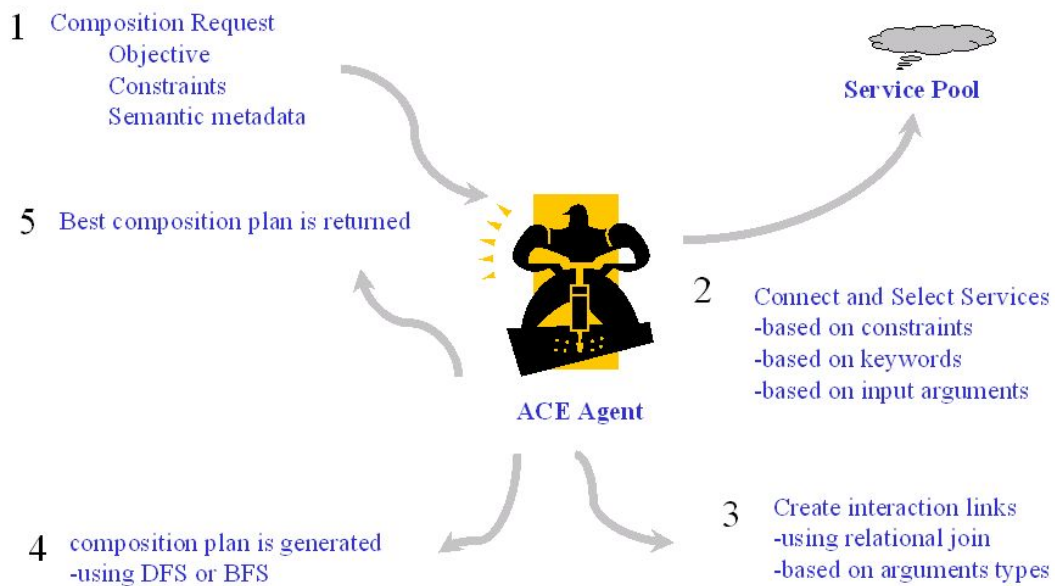 1 Composition Request
Objective
Constraints
Semantic metadata
Service Pool
5 Best composition plan is returned
2 Connect and Select Services
-based on constraints
-based on keywords
-based on input arguments
ACE Agent
3 Create interaction links
-using relational join
-based on arguments types
4 composition plan is generated
-using DFS or BFS